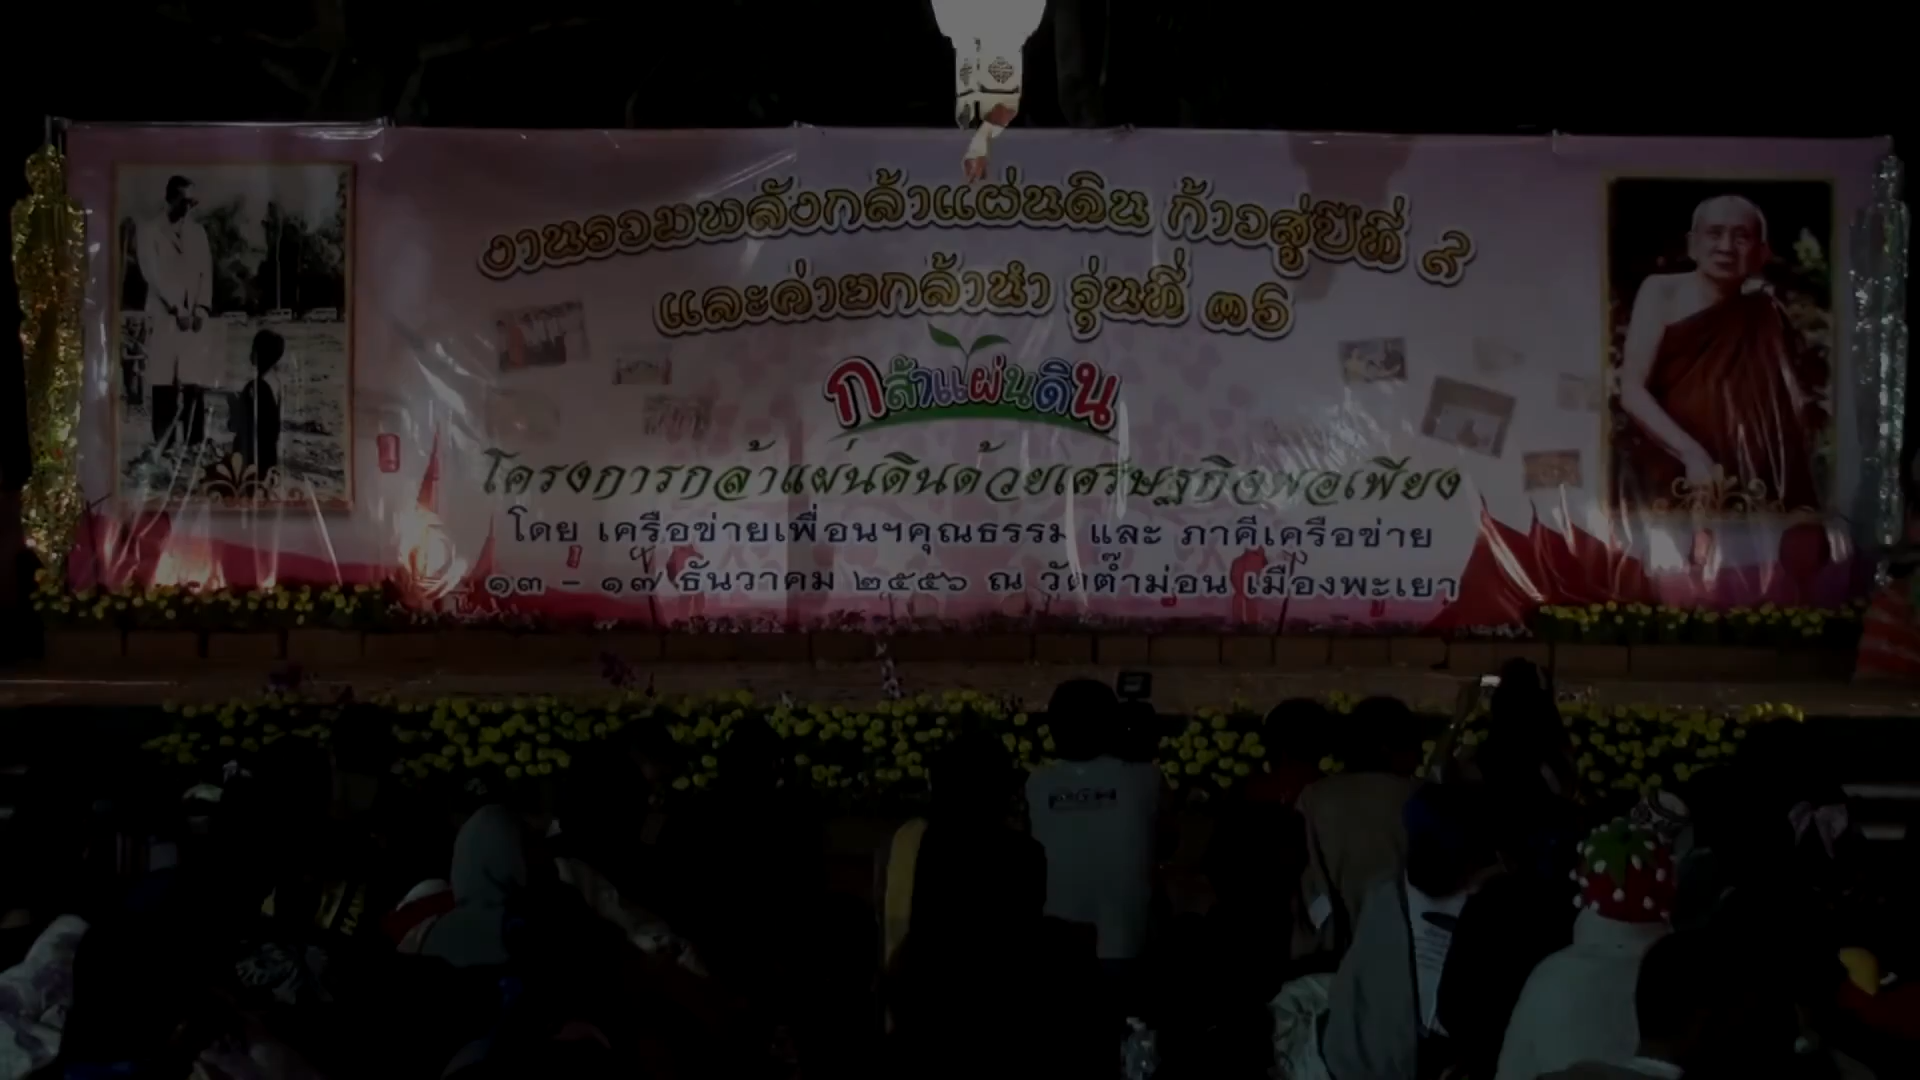 งานรวมพลังกล้าแผ่นดิน ก้าวสู่ปีที่ ๙
และค่ายกล้านำ รุ่นที่ ๓๖
กล้าแผ่นดิน
โครงการกล้าแผ่นดินด้วยเศรษฐกิจพอเพียง
โดย เครือข่ายเพื่อนฯคุณธรรม และ ภาคีเครือข่าย
๑๓ - ๑๗ ธันวาคม ๒๕๕๖ ณ วัดต๊ำม่อน เมืองพะเยา